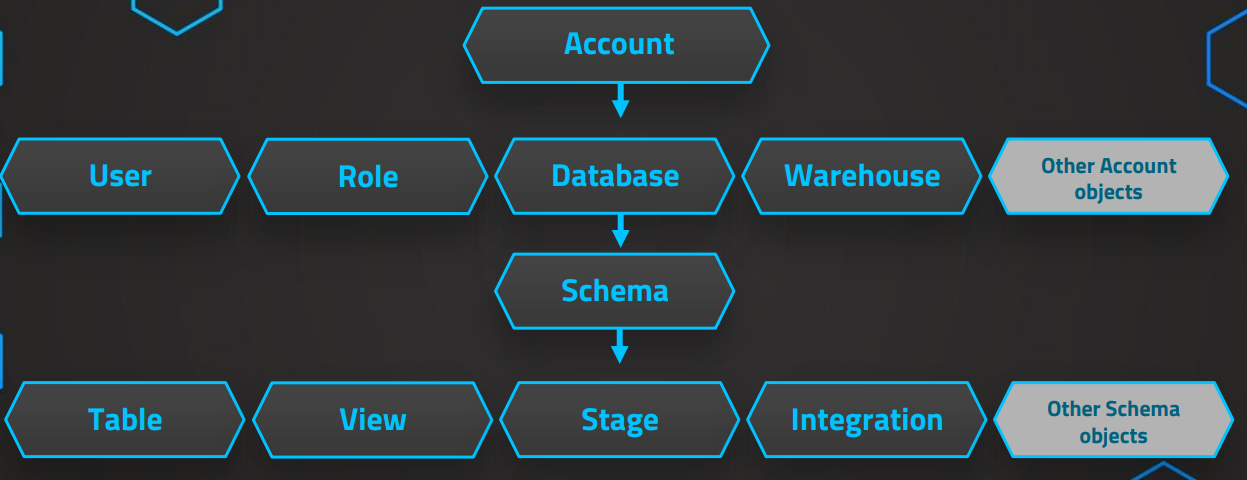 Account
User
Role
Database
Warehouse
Other Account
objects
Schema
Table
View
Stage
Integration
Other Schema
objects